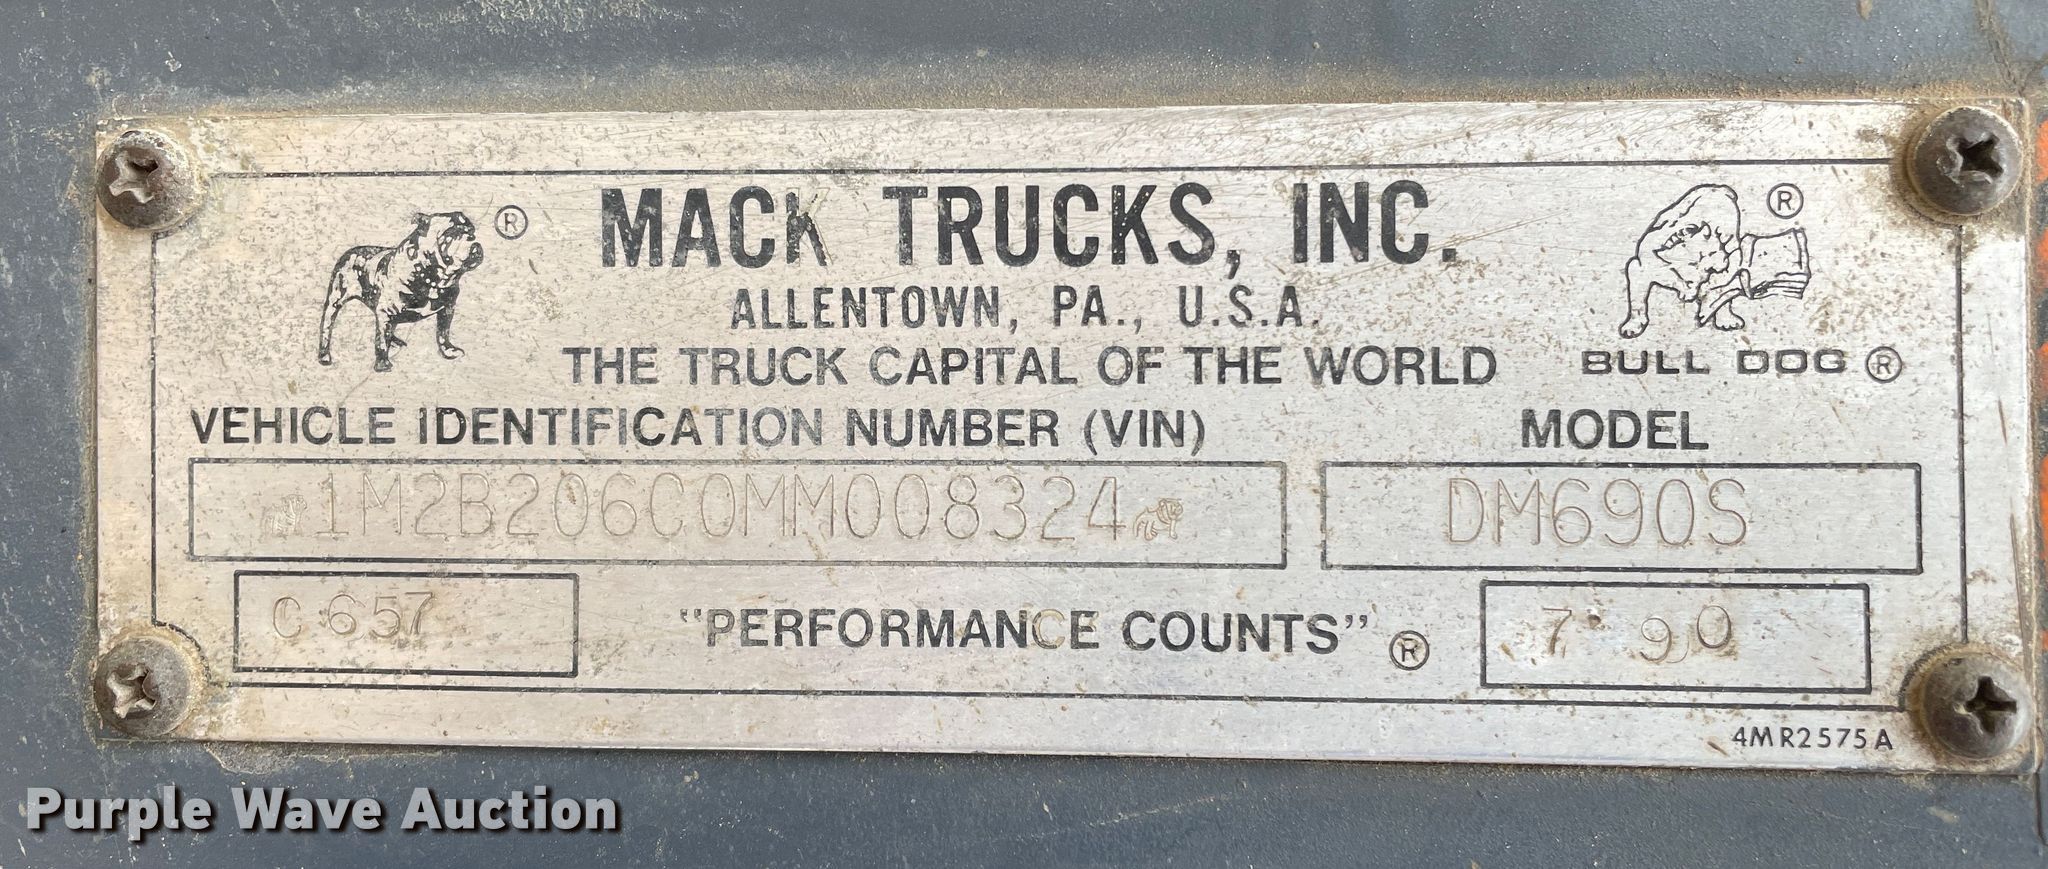 ®
MACK TRUCKS, INC.
®
ALLENTOWN, PA., U.S.A.
THE TRUCK CAPITAL OF THE WORLD
BULL DOG ®
VEHICLE IDENTIFICATION NUMBER (VIN)
MODEL
1M2B206C0MM008324
DM690S
C 657
"PERFORMANCE COUNTS" ®
7 90
4MR2575A
Purple Wave Auction